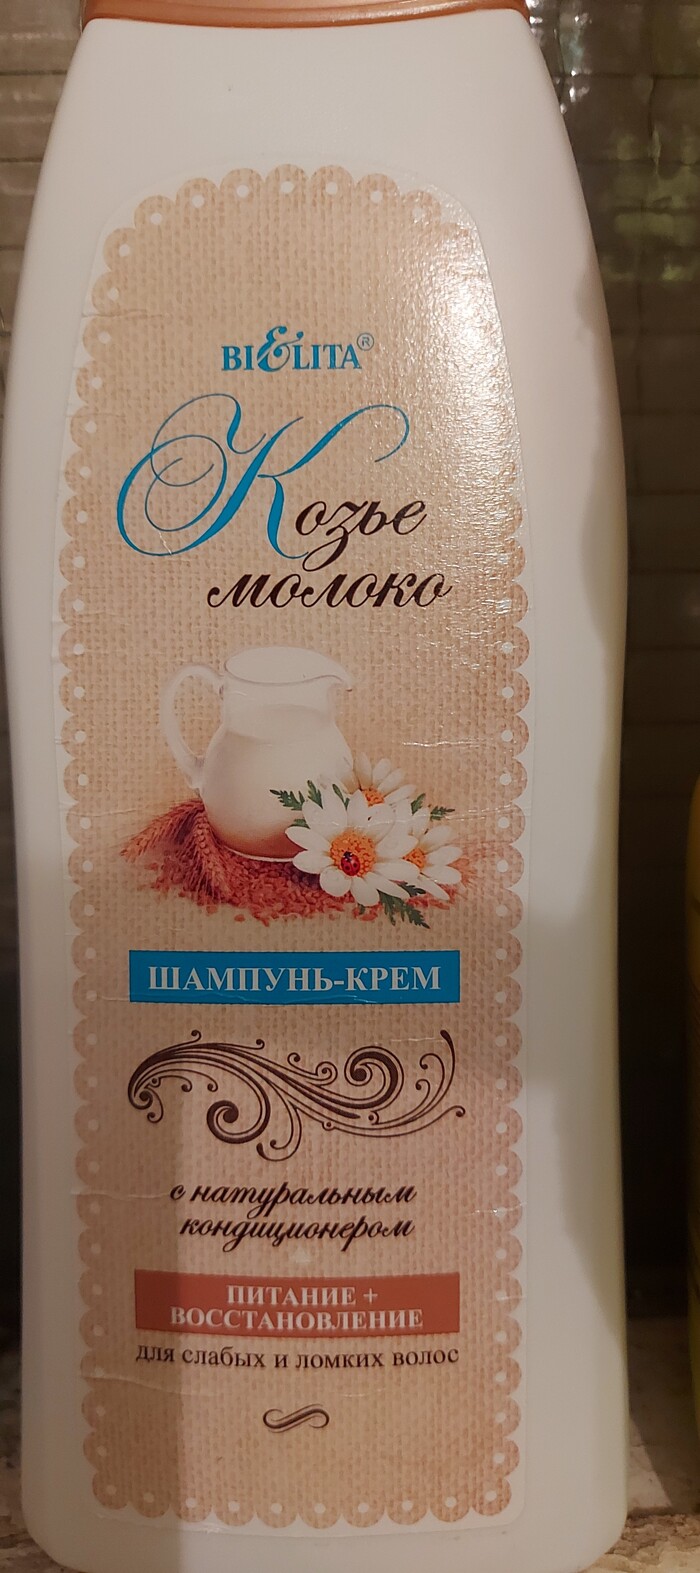 BIELITA®
Козье
молоко
ШАМПУНЬ-КРЕМ
с натуральным
кондиционером
ПИТАНИЕ +
ВОССТАНОВЛЕНИЕ
для слабых и ломких волос